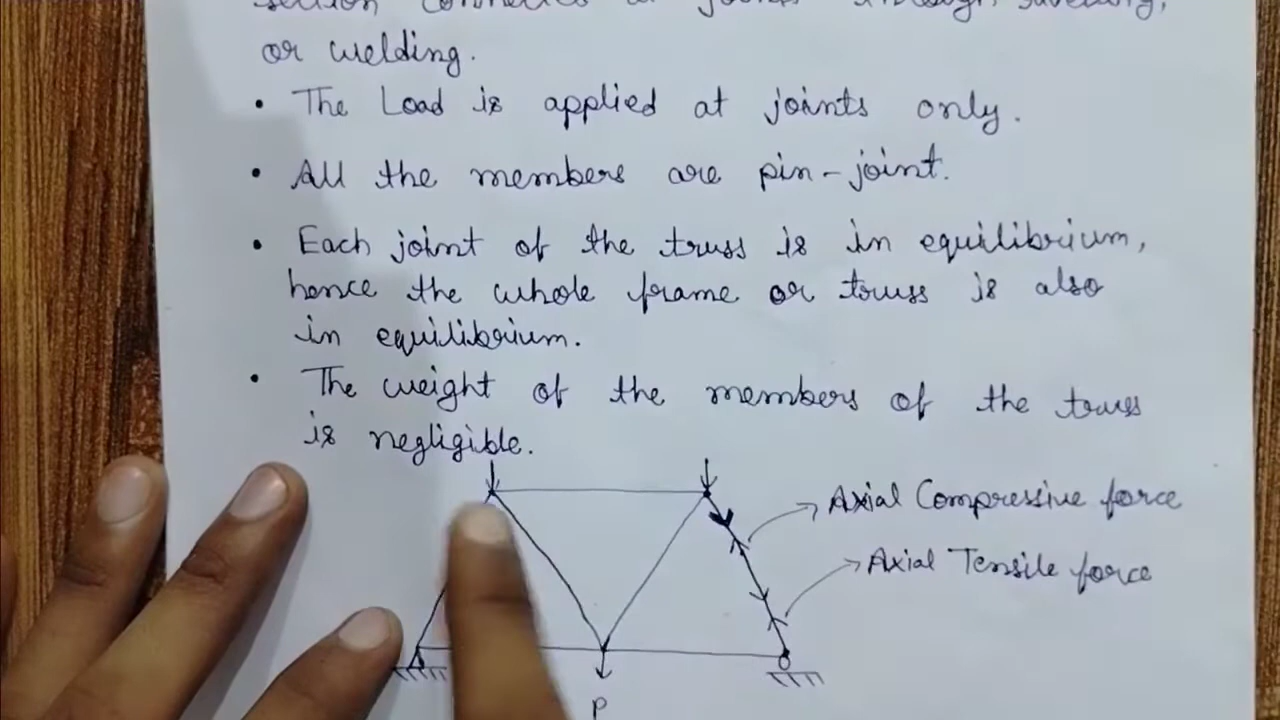 or welding.
• The Load is applied at joints only.
• All the members are pin-joint.
• Each joint of the truss is in equilibrium,
hence the whole frame or truss is also
in equilibrium.
• The weight of the members of the truss
is negligible.
Axial Compressive force
Axial Tensile force
P